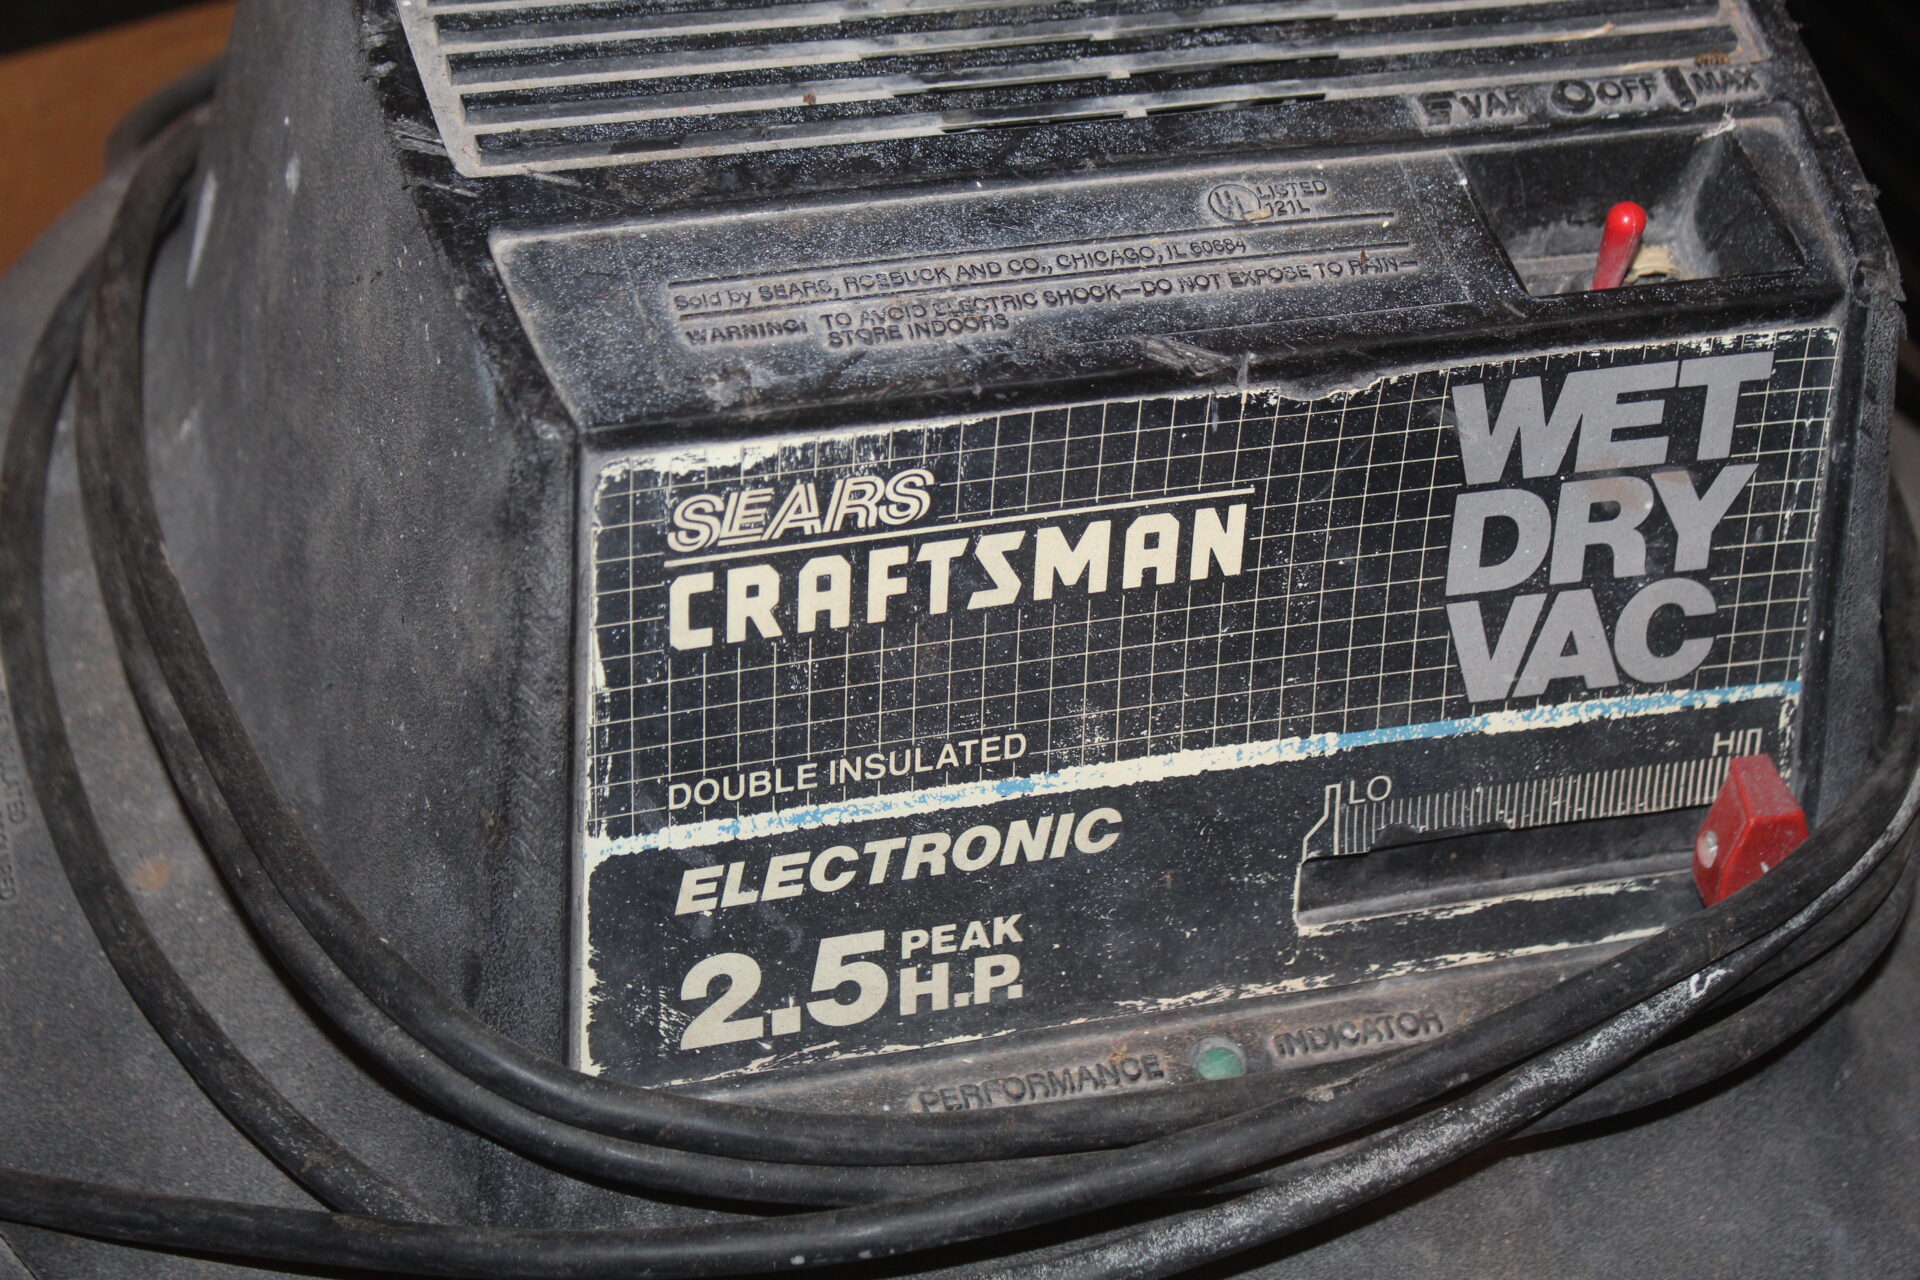 VAR OFF MAX
UL LISTED
121L
Sold by SEARS, ROEBUCK AND CO., CHICAGO, IL 60684
WARNING: TO AVOID ELECTRIC SHOCK—DO NOT EXPOSE TO RAIN—
STORE INDOORS
WET
DRY
VAC
SEARS
CRAFTSMAN
DOUBLE INSULATED
LO HI
ELECTRONIC
2.5 PEAK
H.P.
PERFORMANCE INDICATOR